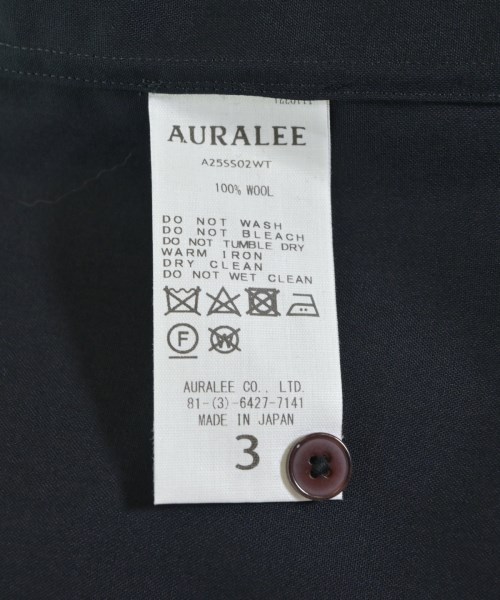 AURALEE
A25SS02WT
100% WOOL
DO NOT WASH
DO NOT BLEACH
DO NOT TUMBLE DRY
WARM IRON
DRY CLEAN
DO NOT WET CLEAN
F W
AURALEE CO., LTD.
81-(3)-6427-7141
MADE IN JAPAN
3